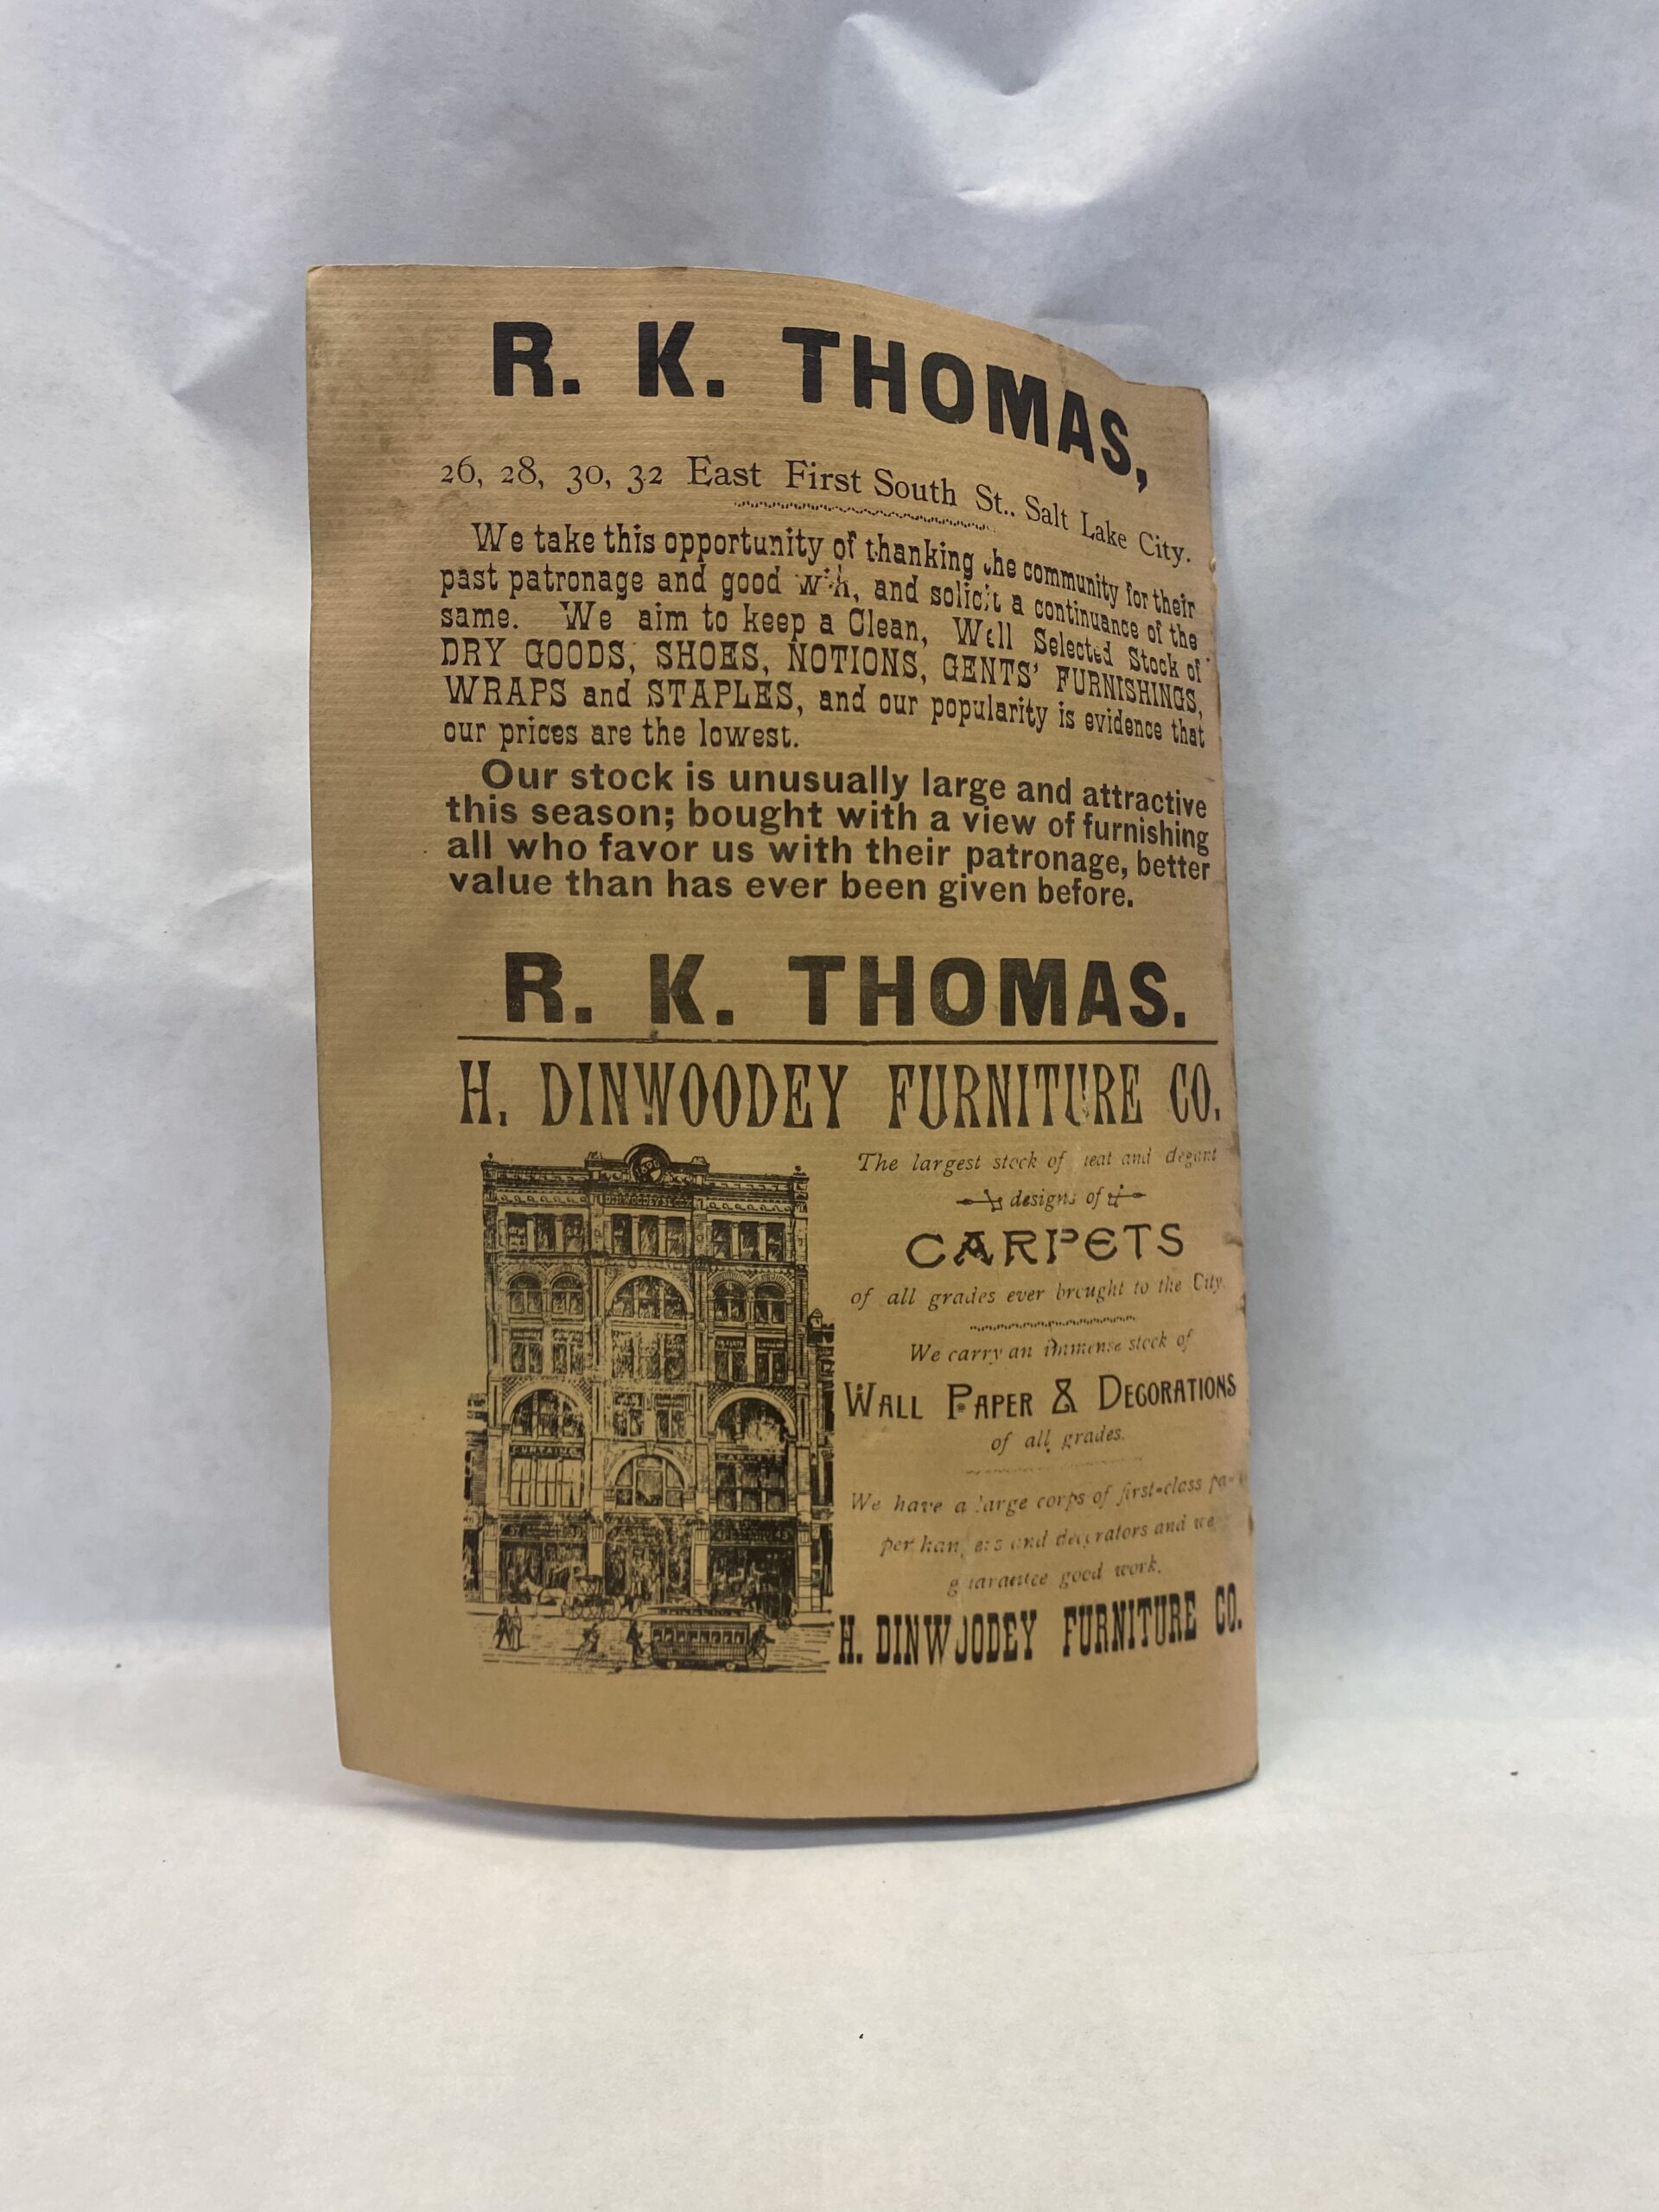 R. K. THOMAS,
26, 28, 30, 32 East First South St.. Salt Lake City.
We take this opportunity of thanking the community for their
past patronage and good wish, and solicit a continuance of the
same. We aim to keep a Clean, Well Selected Stock of
DRY GOODS, SHOES, NOTIONS, GENTS' FURNISHINGS,
WRAPS and STAPLES, and our popularity is evidence that
our prices are the lowest.
Our stock is unusually large and attractive
this season; bought with a view of furnishing
all who favor us with their patronage, better
value than has ever been given before.
R. K. THOMAS.
H. DINWOODEY FURNITURE CO.
1890
The largest stock of neat and elegant
designs of
CARPETS
of all grades ever brought to the City.
We carry an immense stock of
WALL PAPER & DECORATIONS
of all grades.
CURTAINS
We have a large corps of first-class pa-
per hangers and decorators and we
guarantee good work.
H. DINWOODEY FURNITURE CO.